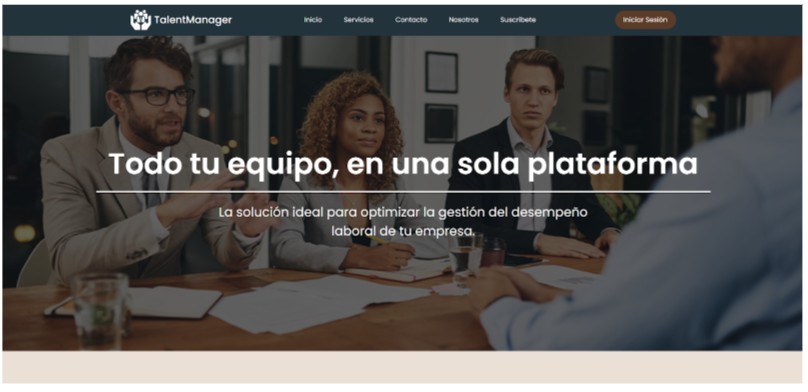 TalentManager
Inicio Servicios Contacto Nosotros Suscríbete
Iniciar Sesión
Todo tu equipo, en una sola plataforma
La solución ideal para optimizar la gestión del desempeño
laboral de tu empresa.